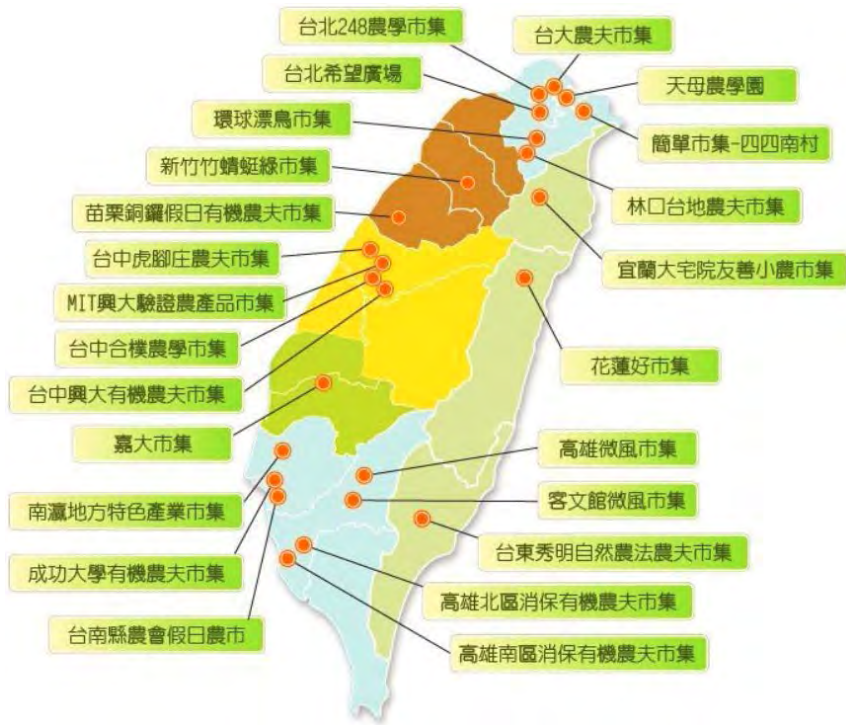 台北248農學市集
台大農夫市集
台北希望廣場
天母農學園
環球漂鳥市集
簡單市集-四四南村
新竹竹蜻蜓綠市集
林口台地農夫市集
苗栗銅鑼假日有機農夫市集
台中虎腳庄農夫市集
宜蘭大宅院友善小農市集
MIT興大驗證農產品市集
台中合樸農學市集
花蓮好市集
台中興大有機農夫市集
嘉大市集
高雄微風市集
南瀛地方特色產業市集
客文館微風市集
成功大學有機農夫市集
台東秀明自然農法農夫市集
台南縣農會假日農市
高雄北區消保有機農夫市集
高雄南區消保有機農夫市集